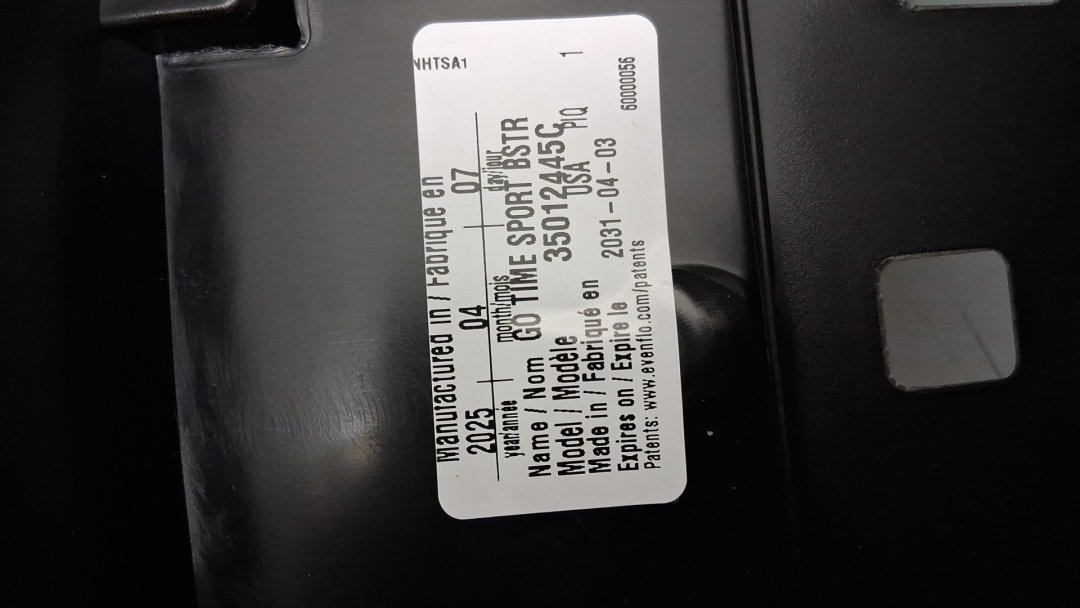 NHTSA1
Manufactured in / Fabriqué en
2025 04 07
year/année month/mois day/jour
Name / Nom GO TIME SPORT BSTR
Model / Modèle 35012445C
Made in / Fabriqué en USA PIQ 1
Expires on / Expire le 2031-04-03
Patents: www.evenflo.com/patents 60000056